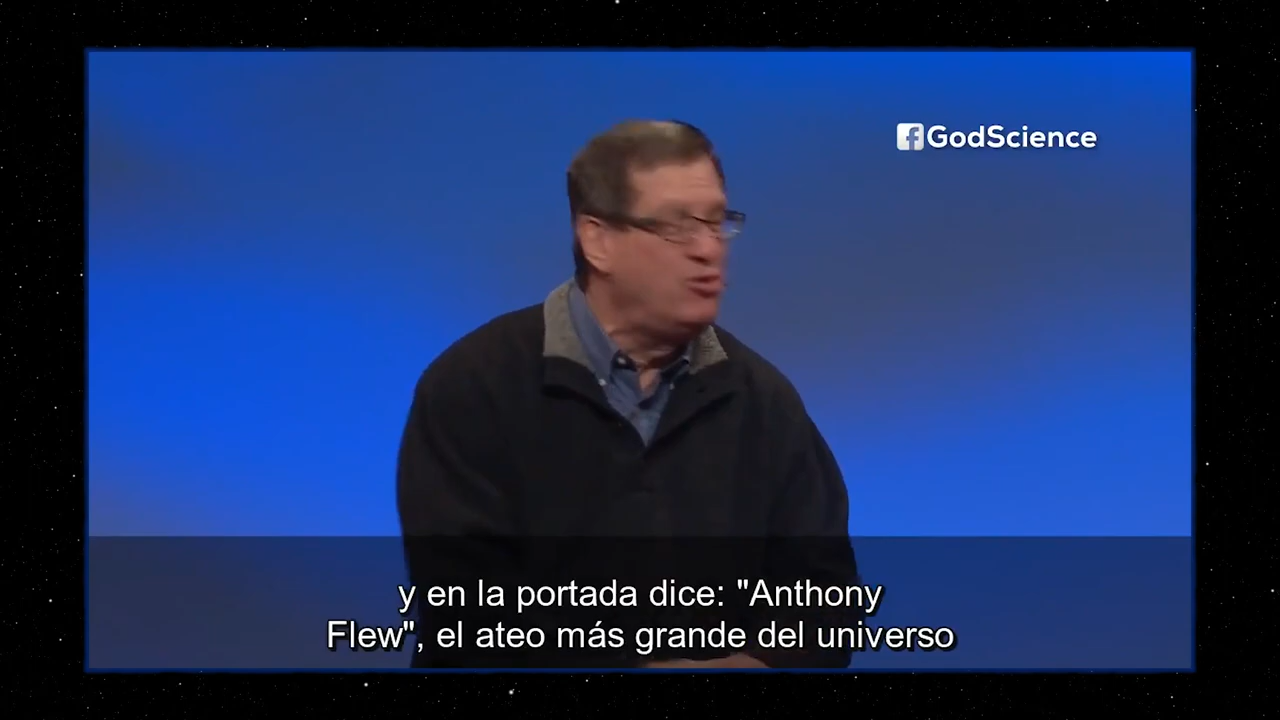 GodScience
y en la portada dice: "Anthony
Flew", el ateo más grande del universo